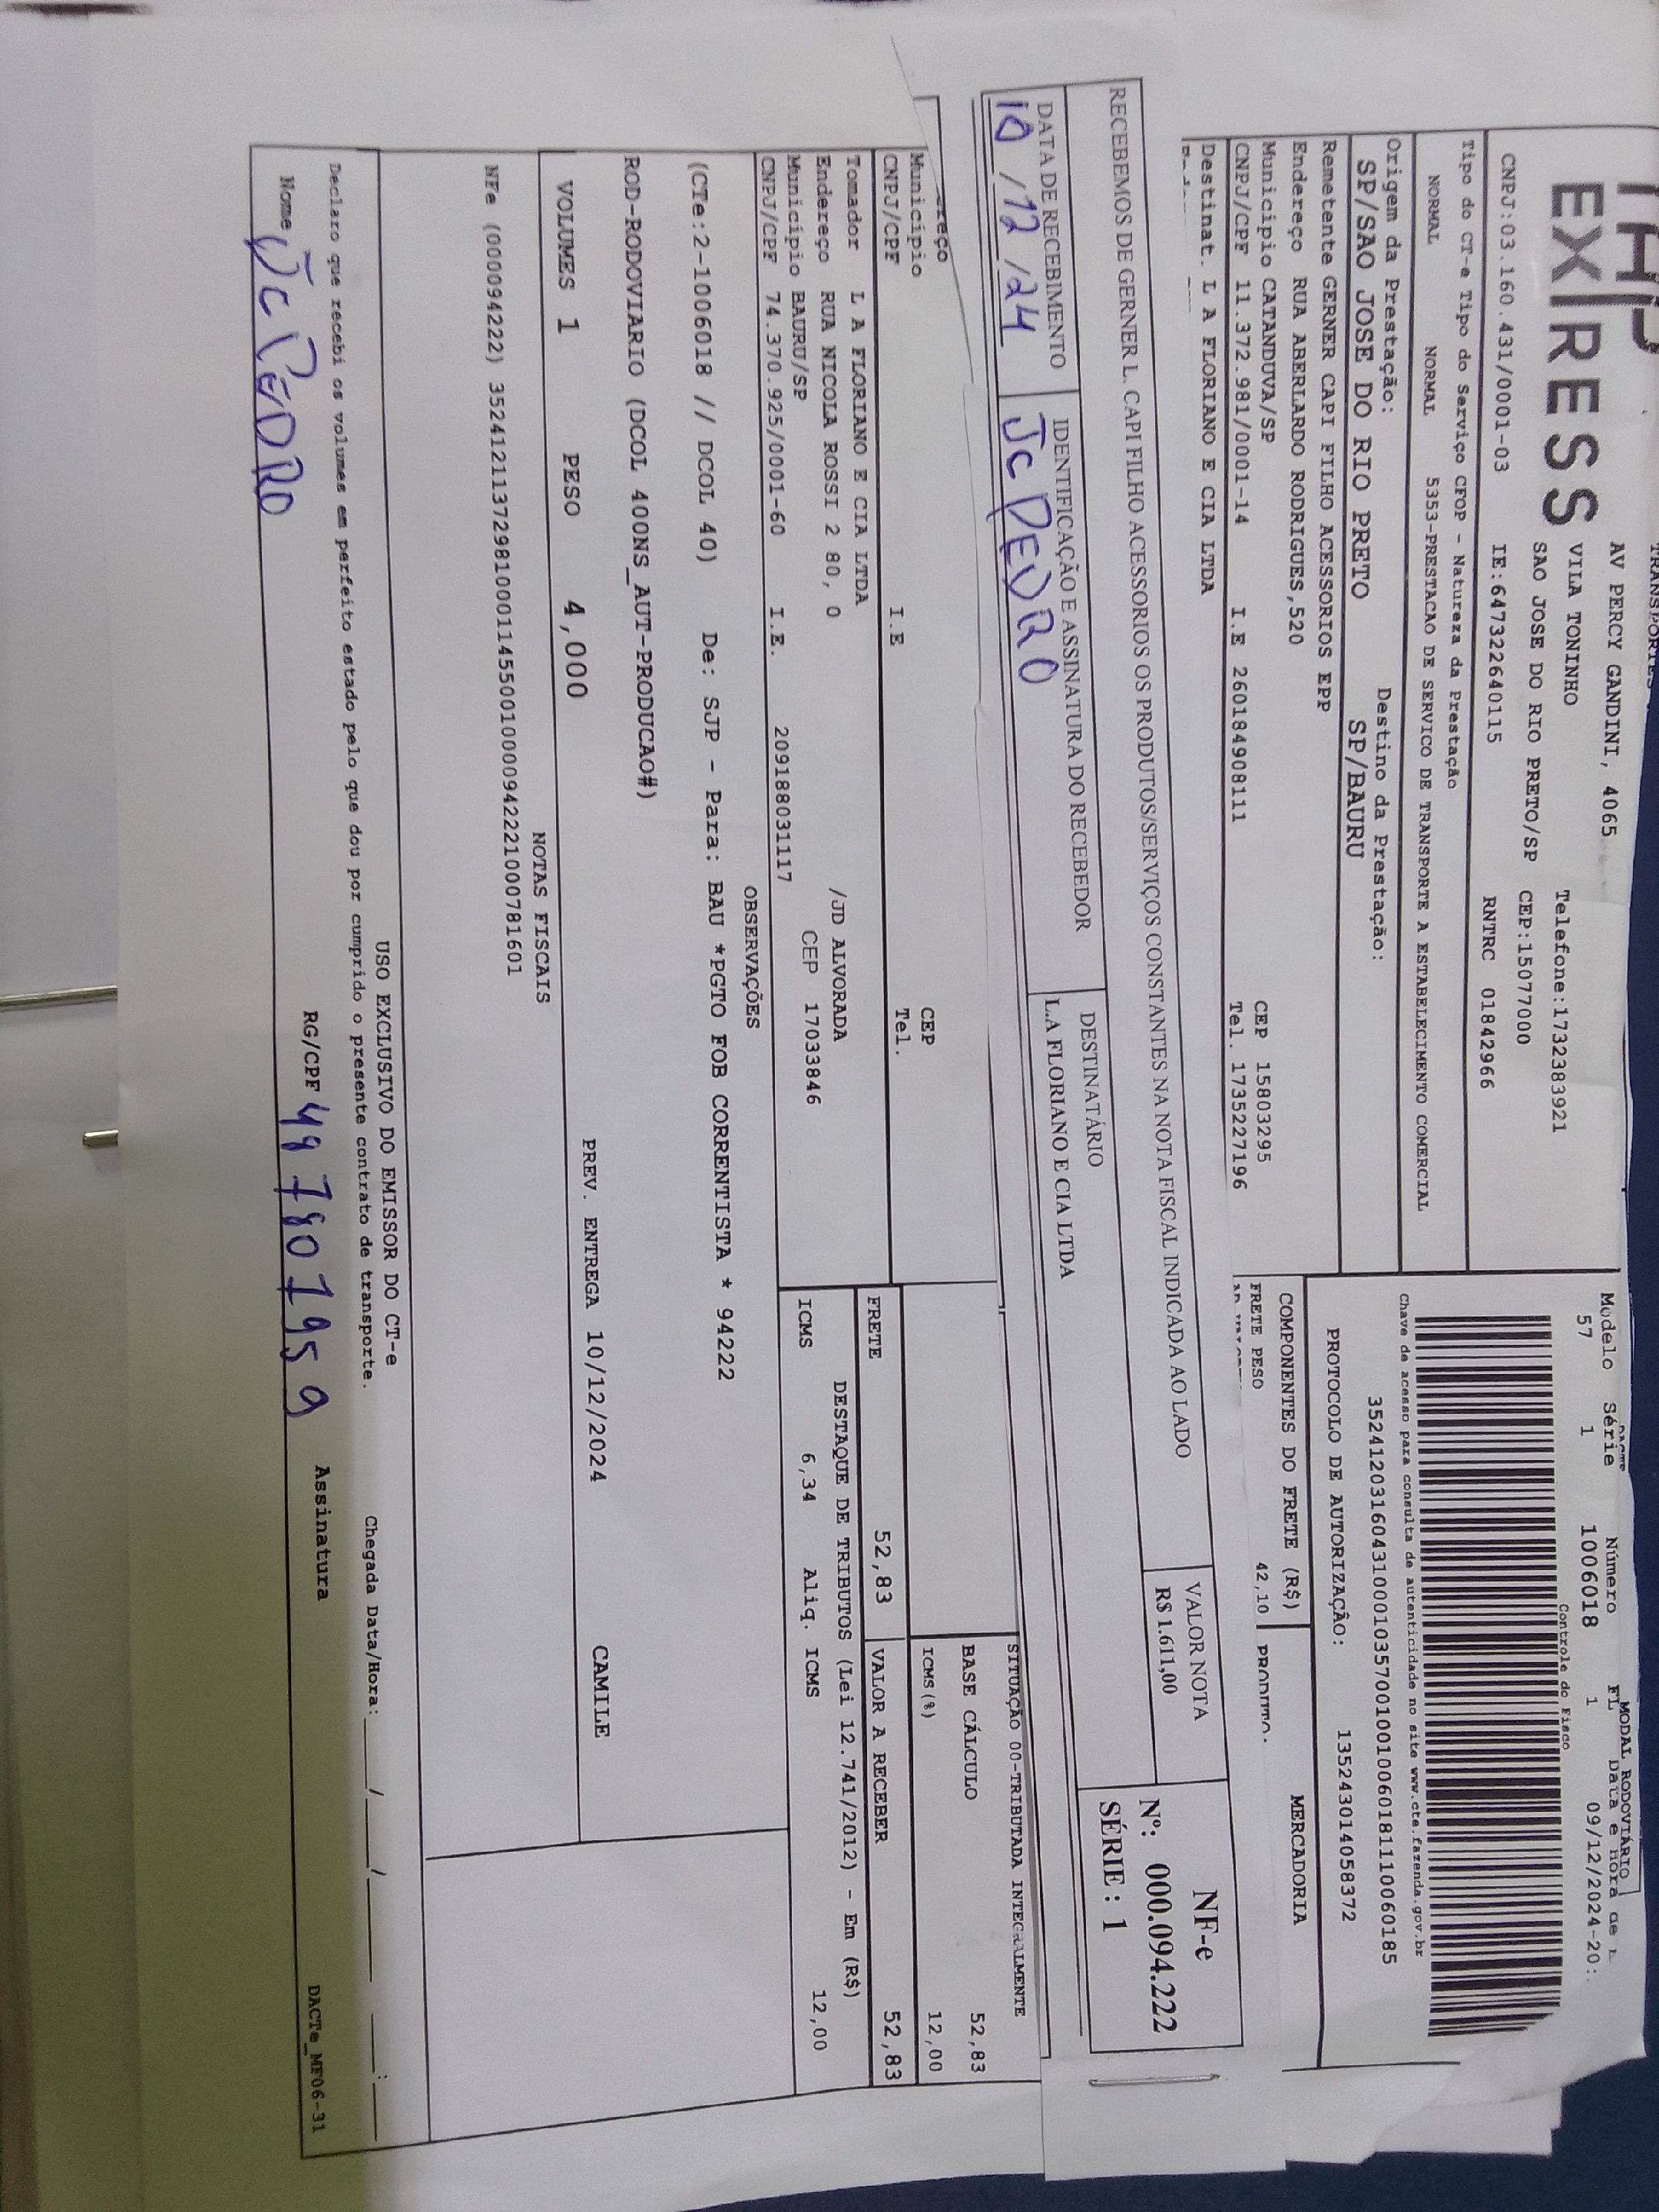 EXPRESS
AV PERCY GANDINI, 4065
VILA TONINHO
Telefone:1732383921
SAO JOSE DO RIO PRETO/SP CEP:15077000
CNPJ:03.160.431/0001-03 IE:647322640115 RNTRC 01842966
MODAL RODOVIÁRIO
Modelo Série Número FL
57 1 1006018 1 09/12/2024-20:
Controle do Fisco
Tipo do CT-e Tipo do Serviço CFOP - Natureza da Prestação
NORMAL NORMAL 5353-PRESTACAO DE SERVICO DE TRANSPORTE A ESTABELECIMENTO COMERCIAL
Chave de acesso para consulta de autenticidade no site www.cte.fazenda.gov.br
35241203160431000103570010010060181110060185
Origem da Prestação: Destino da Prestação:
SP/SAO JOSE DO RIO PRETO SP/BAURU
PROTOCOLO DE AUTORIZAÇÃO: 135243014058372
Remetente GERNER CAPI FILHO ACESSORIOS EPP
Endereço RUA ABERLARDO RODRIGUES,520
Municipio CATANDUVA/SP CEP 15803295
CNPJ/CPF 11.372.981/0001-14 I.E 260184908111 Tel. 1735227196
Destinat. L A FLORIANO E CIA LTDA
COMPONENTES DO FRETE (R$) MERCADORIA
FRETE PESO 42,10 PRODUTO:
RECEBEMOS DE GERNER L. CAPI FILHO ACESSORIOS OS PRODUTOS/SERVIÇOS CONSTANTES NA NOTA FISCAL INDICADA AO LADO
VALOR NOTA
R$ 1.611,00
NF-e
Nº: 000.094.222
SÉRIE : 1
DATA DE RECEBIMENTO IDENTIFICAÇÃO E ASSINATURA DO RECEBEDOR DESTINATÁRIO
10/12/24 Jc PEDRO L.A FLORIANO E CIA LTDA
SITUAÇÃO 00-TRIBUTADA INTEGRALMENTE
BASE CÁLCULO 52,83
ICMS(%) 12,00
Municipio CEP
CNPJ/CPF I.E Tel.
FRETE 52,83 VALOR A RECEBER 52,83
Tomador L A FLORIANO E CIA LTDA
Endereço RUA NICOLA ROSSI 2 80, 0 /JD ALVORADA
Municipio BAURU/SP CEP 17033846
CNPJ/CPF 74.370.925/0001-60 I.E. 209188031117
DESTAQUE DE TRIBUTOS (Lei 12.741/2012) - Em (R$)
ICMS 6,34 Aliq. ICMS 12,00
OBSERVAÇÕES
(CTe:2-1006018 // DCOL 40) De: SJP - Para: BAU *PGTO FOB CORRENTISTA * 94222
ROD-RODOVIARIO (DCOL 400NS_AUT-PRODUCAO#)
VOLUMES 1 PESO 4,000 PREV. ENTREGA 10/12/2024 CAMILE
NOTAS FISCAIS
NFe (000094222) 35241211372981000114550010000942221000781601
USO EXCLUSIVO DO EMISSOR DO CT-e
Declaro que recebi os volumes em perfeito estado pelo que dou por cumprido o presente contrato de transporte. Chegada Data/Hora:____/____/____ ____:____
Nome Jc PEDRO RG/CPF 497807959 Assinatura
DACTe_MF06-31